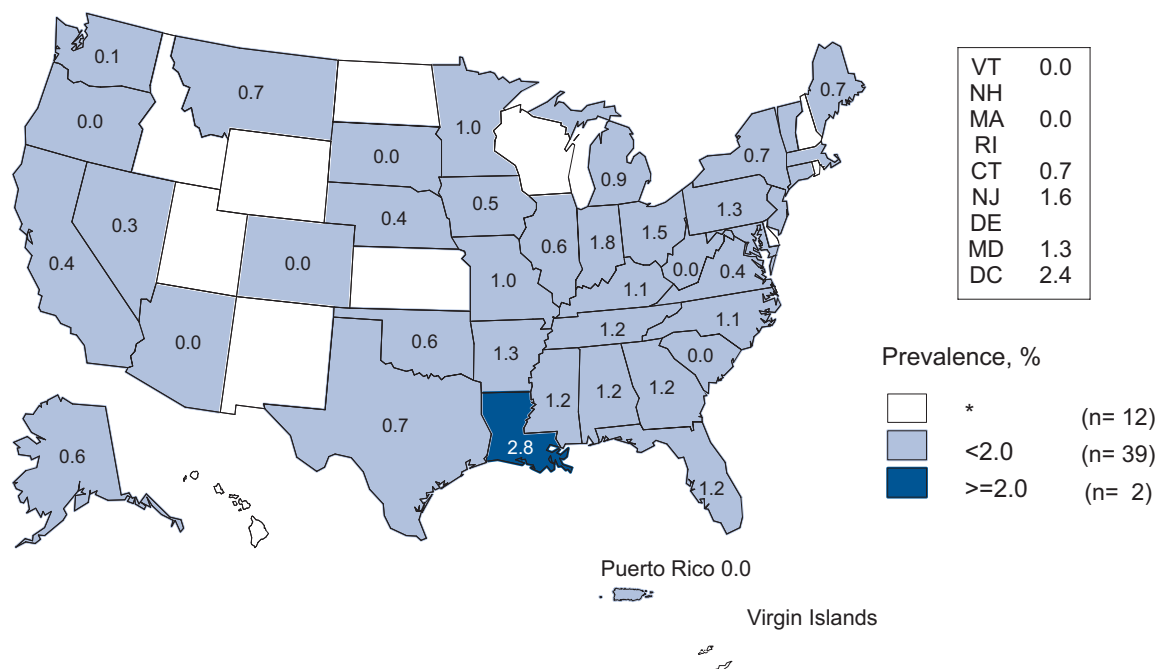 0.1
0.7
0.7
0.0
1.0
0.0
0.7
0.9
0.5
1.3
0.4
0.3
1.5
1.8
0.6
0.4
0.0
0.0
0.4
1.0
1.1
1.1
1.2
0.0
0.6
1.3
0.0
1.2
1.2
1.2
0.7
2.8
0.6
1.2
VT 0.0
NH
MA 0.0
RI
CT 0.7
NJ 1.6
DE
MD 1.3
DC 2.4
Prevalence, %
* (n= 12)
<2.0 (n= 39)
>=2.0 (n= 2)
Puerto Rico 0.0
Virgin Islands